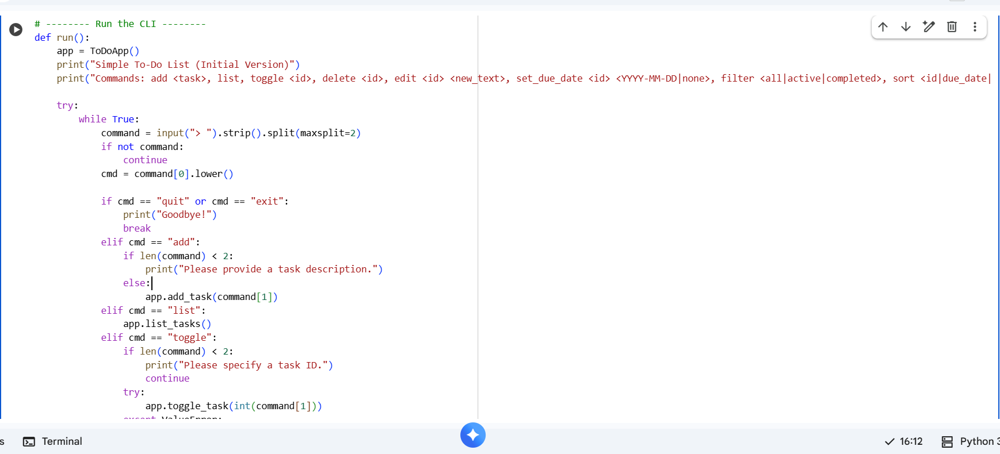 # -------- Run the CLI --------
def run():
    app = ToDoApp()
    print("Simple To-Do List (Initial Version)")
    print("Commands: add <task>, list, toggle <id>, delete <id>, edit <id> <new_text>, set_due_date <id> <YYYY-MM-DD|none>, filter <all|active|completed>, sort <id|due_date|

    try:
        while True:
            command = input("> ").strip().split(maxsplit=2)
            if not command:
                continue
            cmd = command[0].lower()

            if cmd == "quit" or cmd == "exit":
                print("Goodbye!")
                break
            elif cmd == "add":
                if len(command) < 2:
                    print("Please provide a task description.")
                else:
                    app.add_task(command[1])
            elif cmd == "list":
                app.list_tasks()
            elif cmd == "toggle":
                if len(command) < 2:
                    print("Please specify a task ID.")
                    continue
                try:
                    app.toggle_task(int(command[1]))
                except ValueError:
s Terminal 16:12 Python 3